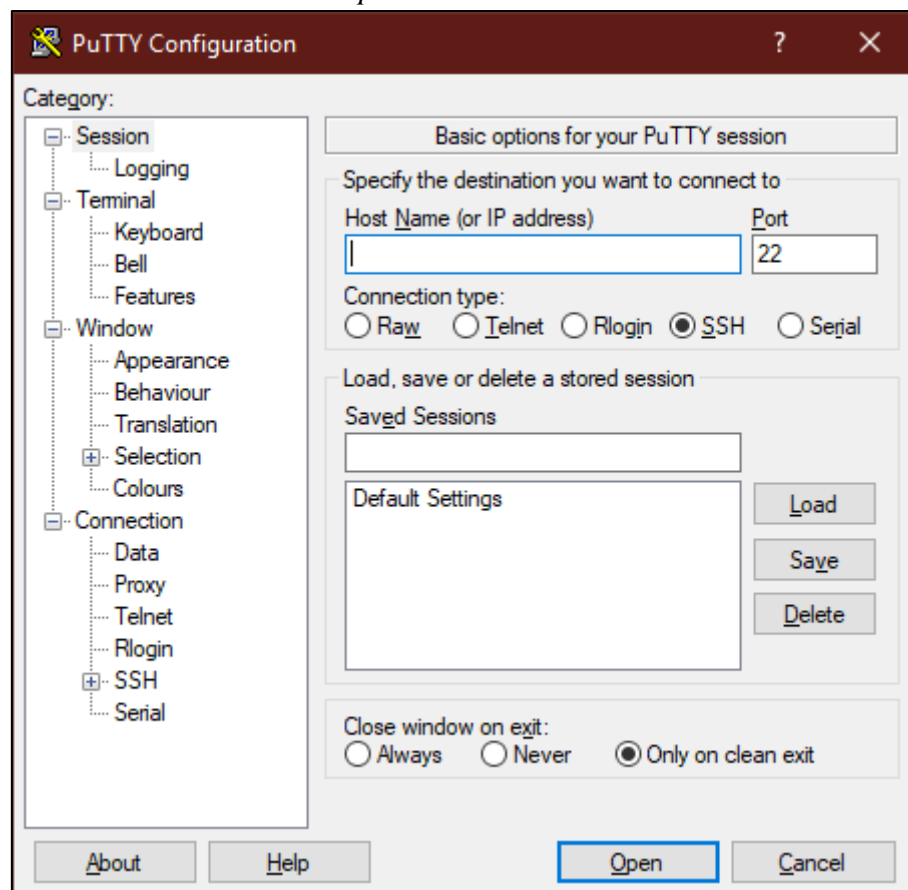 PuTTY Configuration
?
Category:
Session
Logging
Terminal
Keyboard
Bell
Features
Window
Appearance
Behaviour
Translation
Selection
Colours
Connection
Data
Proxy
Telnet
Rlogin
SSH
Serial
Basic options for your PuTTY session
Specify the destination you want to connect to
Host Name (or IP address) Port
22
Connection type:
Raw Telnet Rlogin SSH Serial
Load, save or delete a stored session
Saved Sessions
Default Settings
Load
Save
Delete
Close window on exit:
Always Never Only on clean exit
About Help Open Cancel